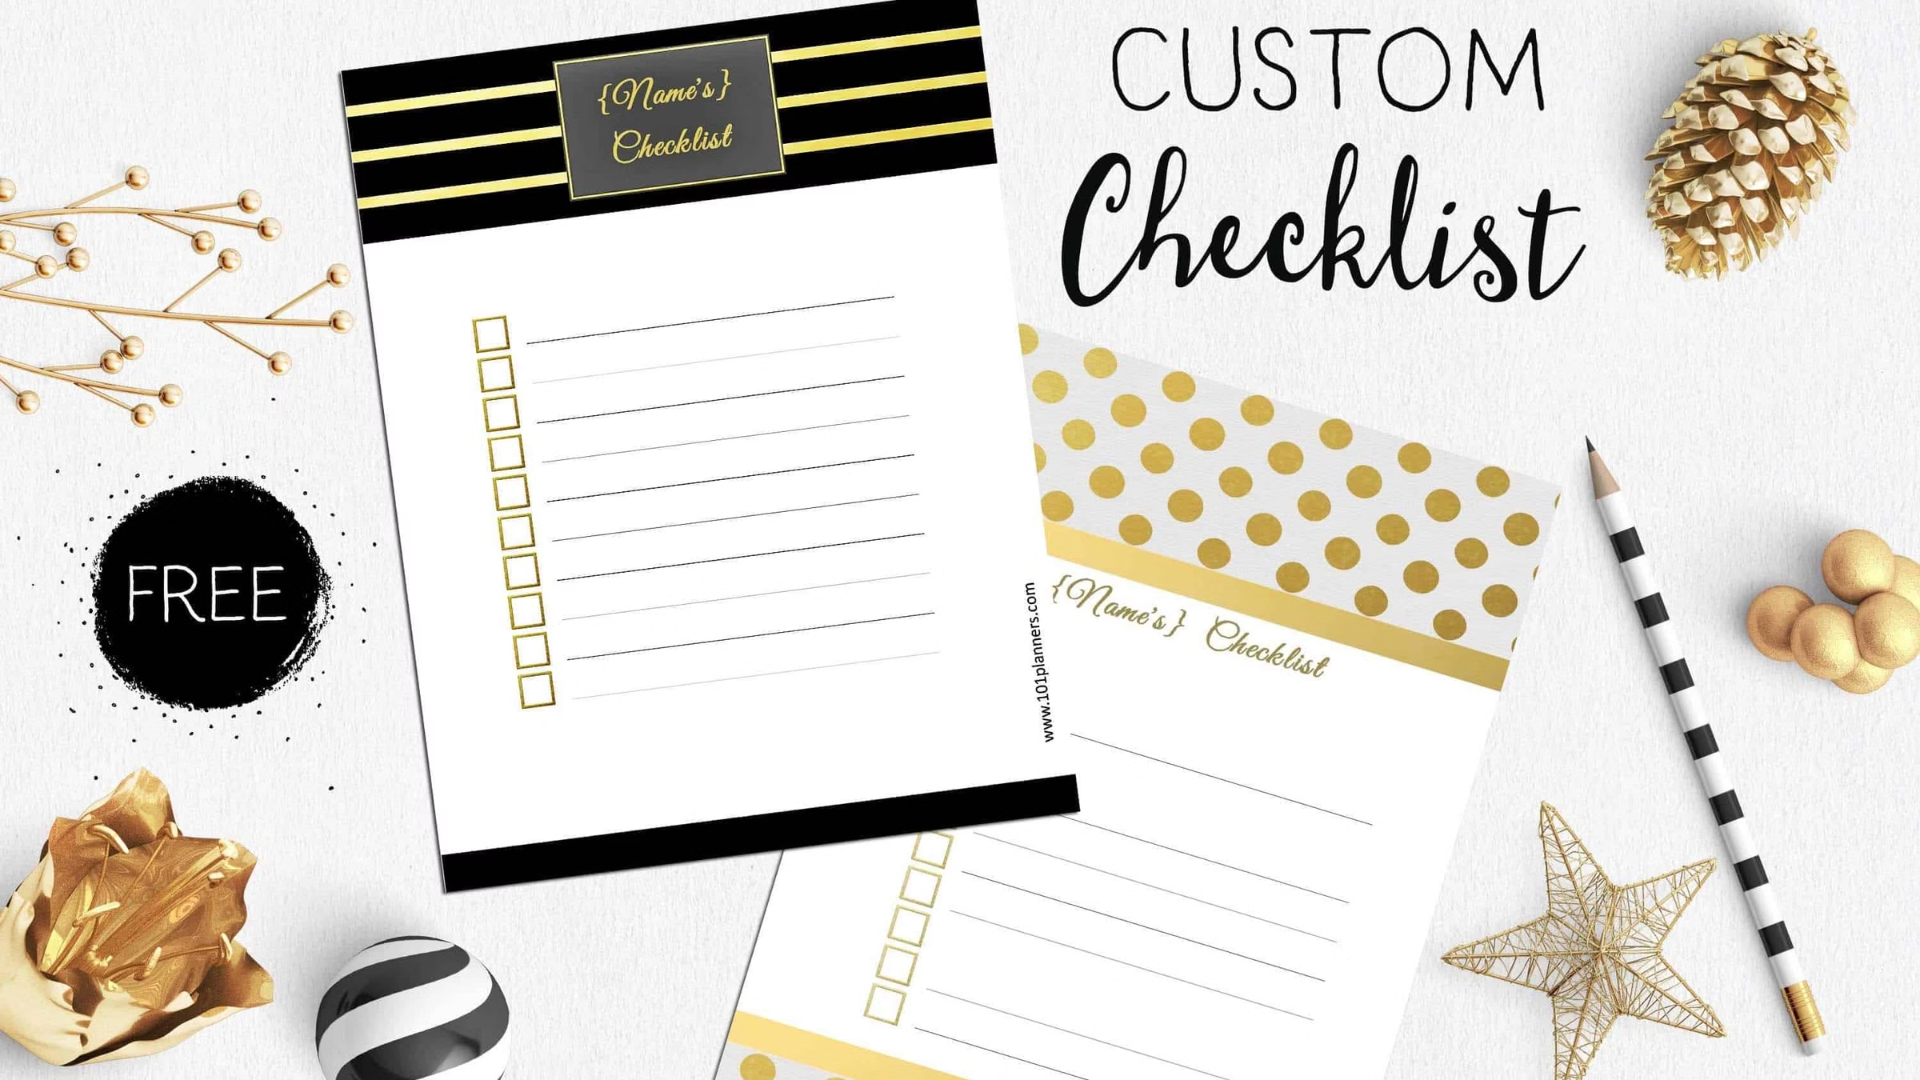 {Name's}
Checklist
CUSTOM
Checklist
FREE
www.101planners.com
{Name's} Checklist